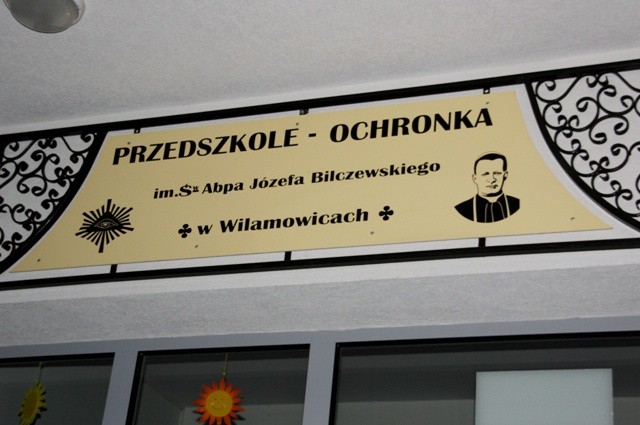 PRZEDSZKOLE - OCHRONKA
im. Św Abpa Józefa Bilczewskiego
w Wilamowicach